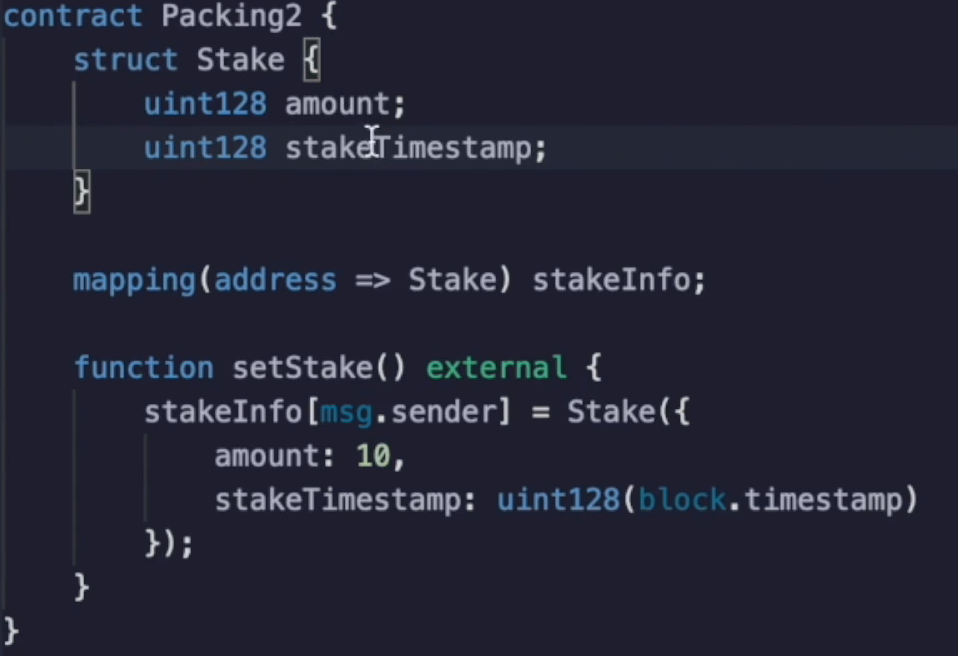 contract Packing2 {
    struct Stake {
        uint128 amount;
        uint128 stakeTimestamp;
    }

    mapping(address => Stake) stakeInfo;

    function setStake() external {
        stakeInfo[msg.sender] = Stake({
            amount: 10,
            stakeTimestamp: uint128(block.timestamp)
        });
    }
}